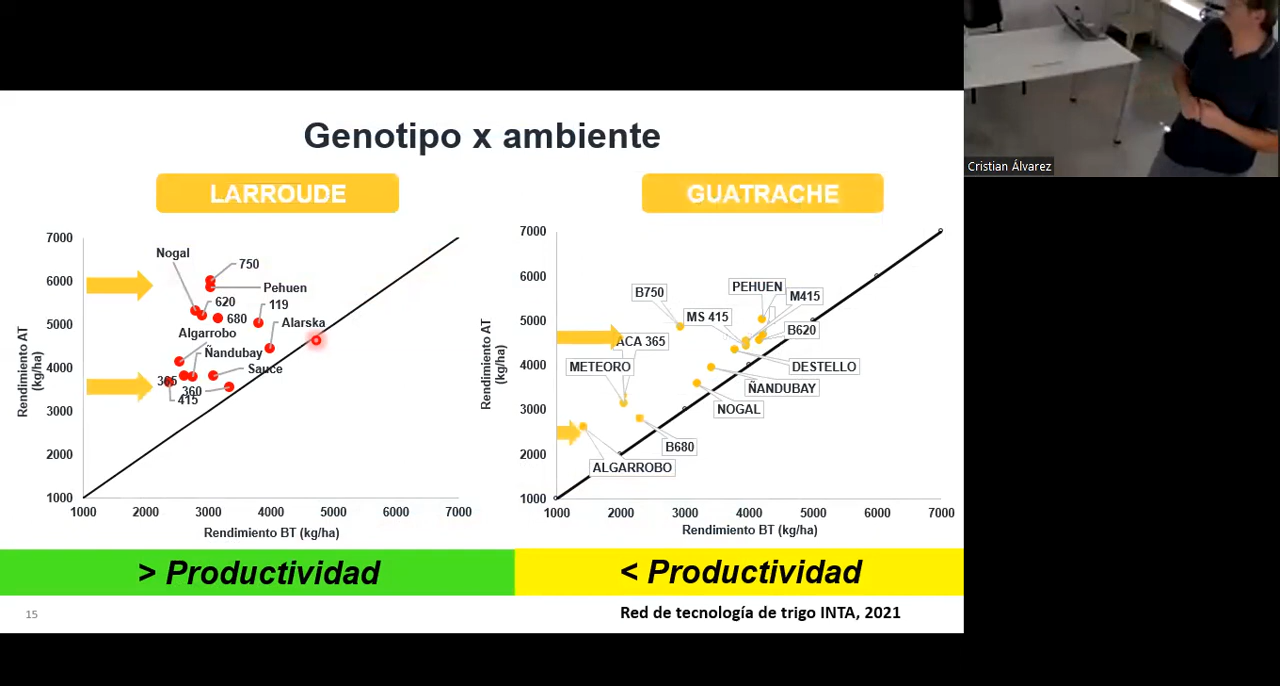 Cristian Álvarez
Genotipo x ambiente
LARROUDE
7000
6000
5000
4000
3000
2000
1000
1000 2000 3000 4000 5000 6000 7000
Rendimiento AT
(kg/ha)
Rendimiento BT (kg/ha)
Nogal
750
Pehuen
620
119
680
Alarska
Algarrobo
Ñandubay
Sauce
365
360
415
GUATRACHE
7000
6000
5000
4000
3000
2000
1000
1000 2000 3000 4000 5000 6000 7000
Rendimiento AT
(kg/ha)
Rendimiento BT (kg/ha)
B750
PEHUEN
M415
MS 415
B620
ACA 365
METEORO
DESTELLO
ÑANDUBAY
NOGAL
B680
ALGARROBO
> Productividad
< Productividad
15
Red de tecnología de trigo INTA, 2021